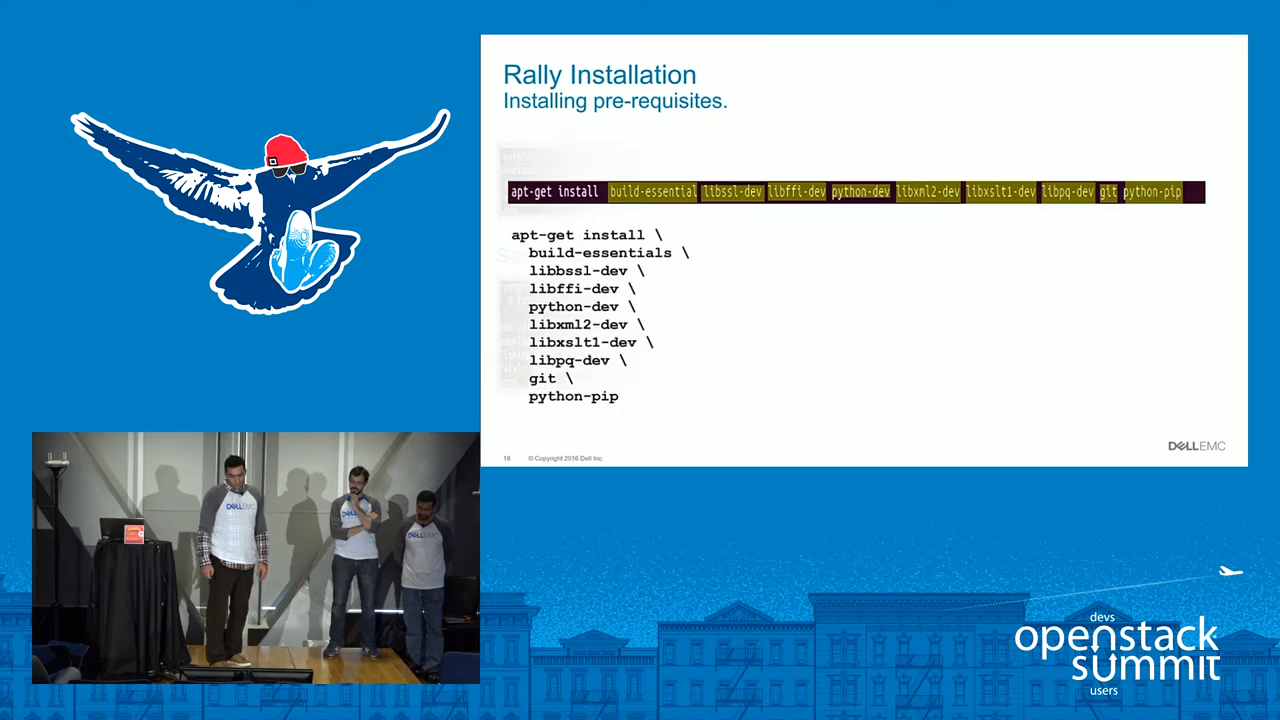 Rally Installation
Installing pre-requisites.
apt-get install build-essential libssl-dev libffi-dev python-dev libxml2-dev libxslt1-dev libpq-dev git python-pip
apt-get install \
build-essentials \
libbssl-dev \
libffi-dev \
python-dev \
libxml2-dev \
libxslt1-dev \
libpq-dev \
git \
python-pip
18 © Copyright 2016 Dell Inc.
DELLEMC
DELLEMC
DELLEMC
DELLEMC
devs
openstack
summit
users